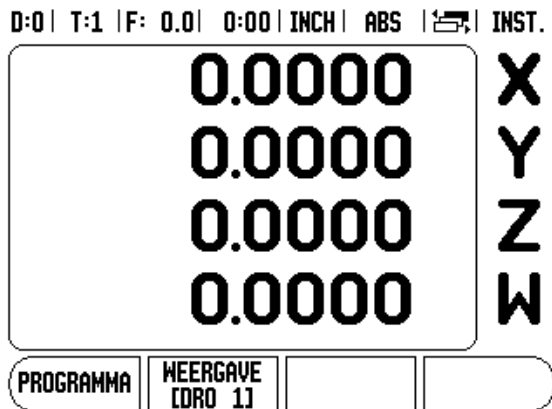 D:0 | T:1 | F: 0.0 | 0:00 | INCH | ABS | | INST.
0.0000 X
0.0000 Y
0.0000 Z
0.0000 W
PROGRAMMA WEERGAVE
[DRO 1]